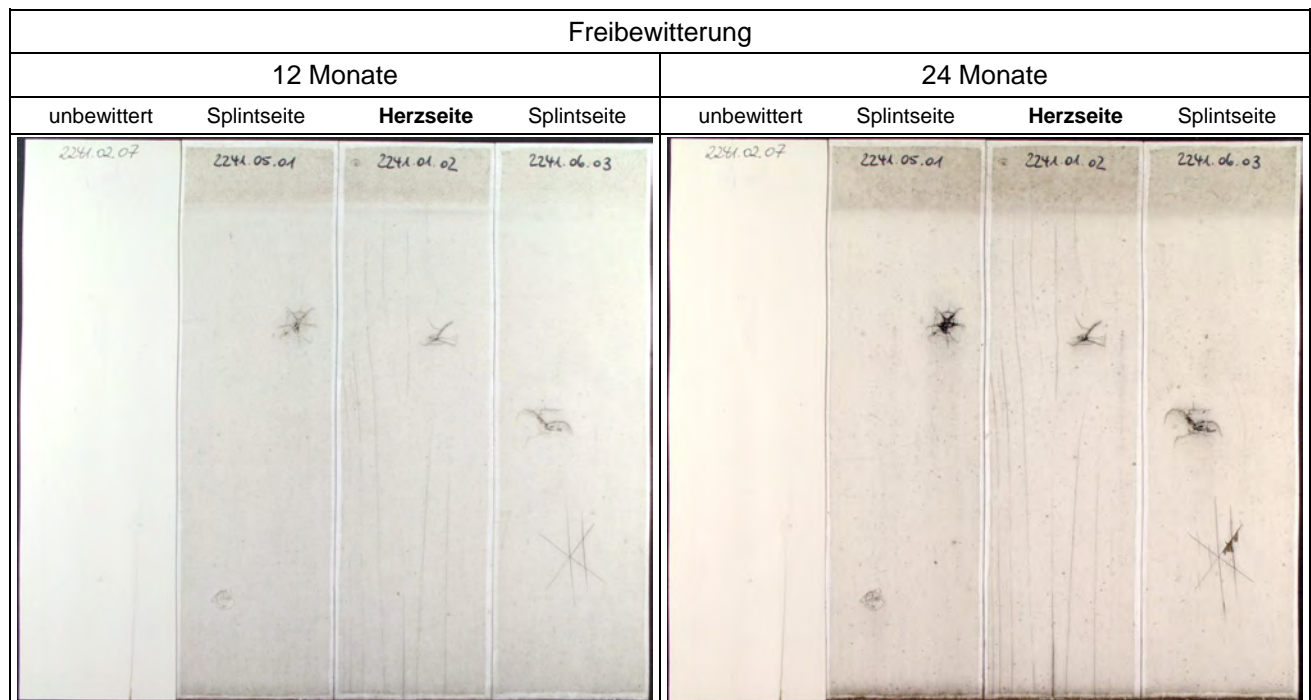 Freibewitterung
12 Monate 24 Monate
unbewittert Splintseite Herzseite Splintseite unbewittert Splintseite Herzseite Splintseite
2241.02.07 2241.05.01 2241.01.02 2241.06.03 2241.02.07 2241.05.01 2241.01.02 2241.06.03